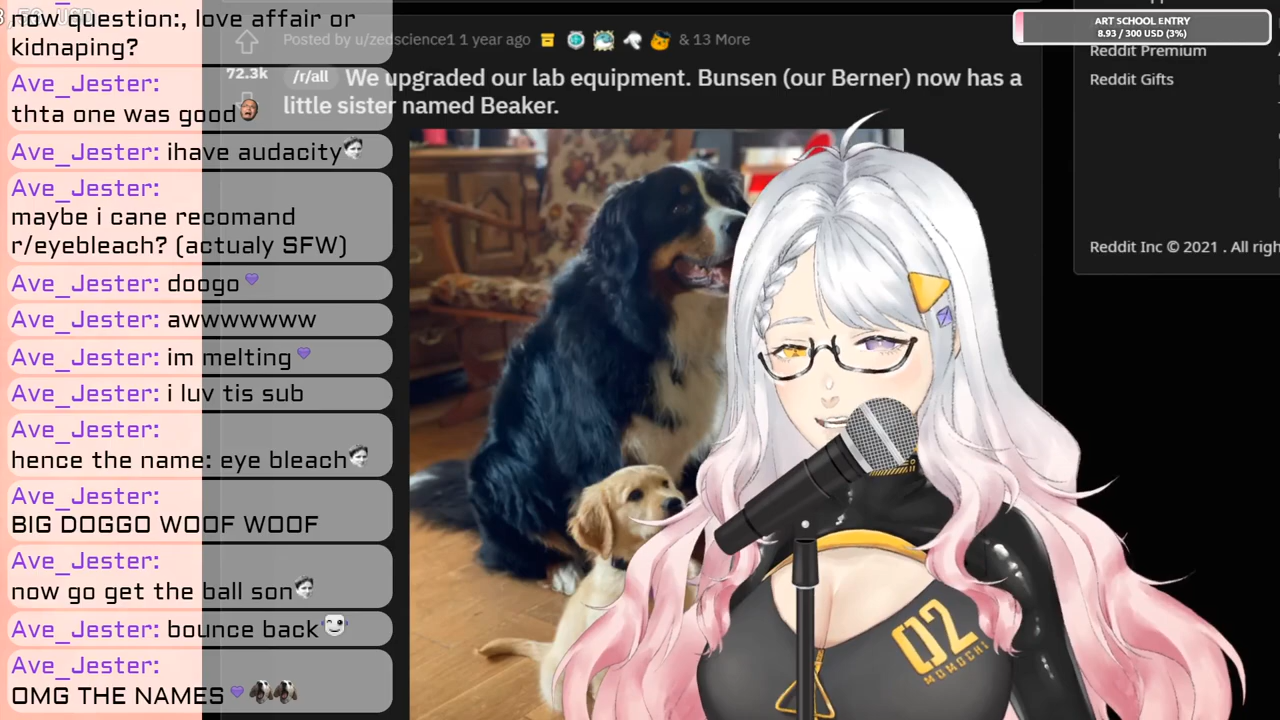 now question:, love affair or
kidnaping?
Ave_Jester:
thta one was good
Ave_Jester: ihave audacity
Ave_Jester:
maybe i cane recomand
r/eyebleach? (actualy SFW)
Ave_Jester: doogo
Ave_Jester: awwwwwww
Ave_Jester: im melting
Ave_Jester: i luv tis sub
Ave_Jester:
hence the name: eye bleach
Ave_Jester:
BIG DOGGO WOOF WOOF
Ave_Jester:
now go get the ball son
Ave_Jester: bounce back
Ave_Jester:
OMG THE NAMES
Posted by u/zedscience1 1 year ago & 13 More
72.3k
/r/all We upgraded our lab equipment. Bunsen (our Berner) now has a
little sister named Beaker.
ART SCHOOL ENTRY
8.93 / 300 USD (3%)
Reddit Premium
Reddit Gifts
Reddit Inc © 2021 . All righ
02
MOMOCHI